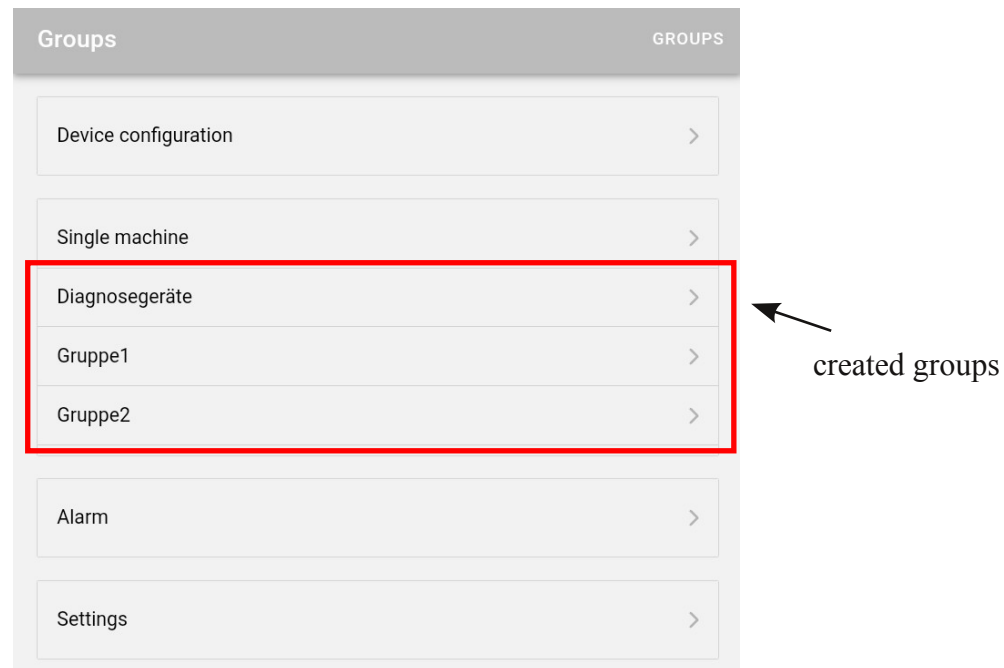 Groups GROUPS
Device configuration
Single machine
Diagnosegeräte
Gruppe1
created groups
Gruppe2
Alarm
Settings